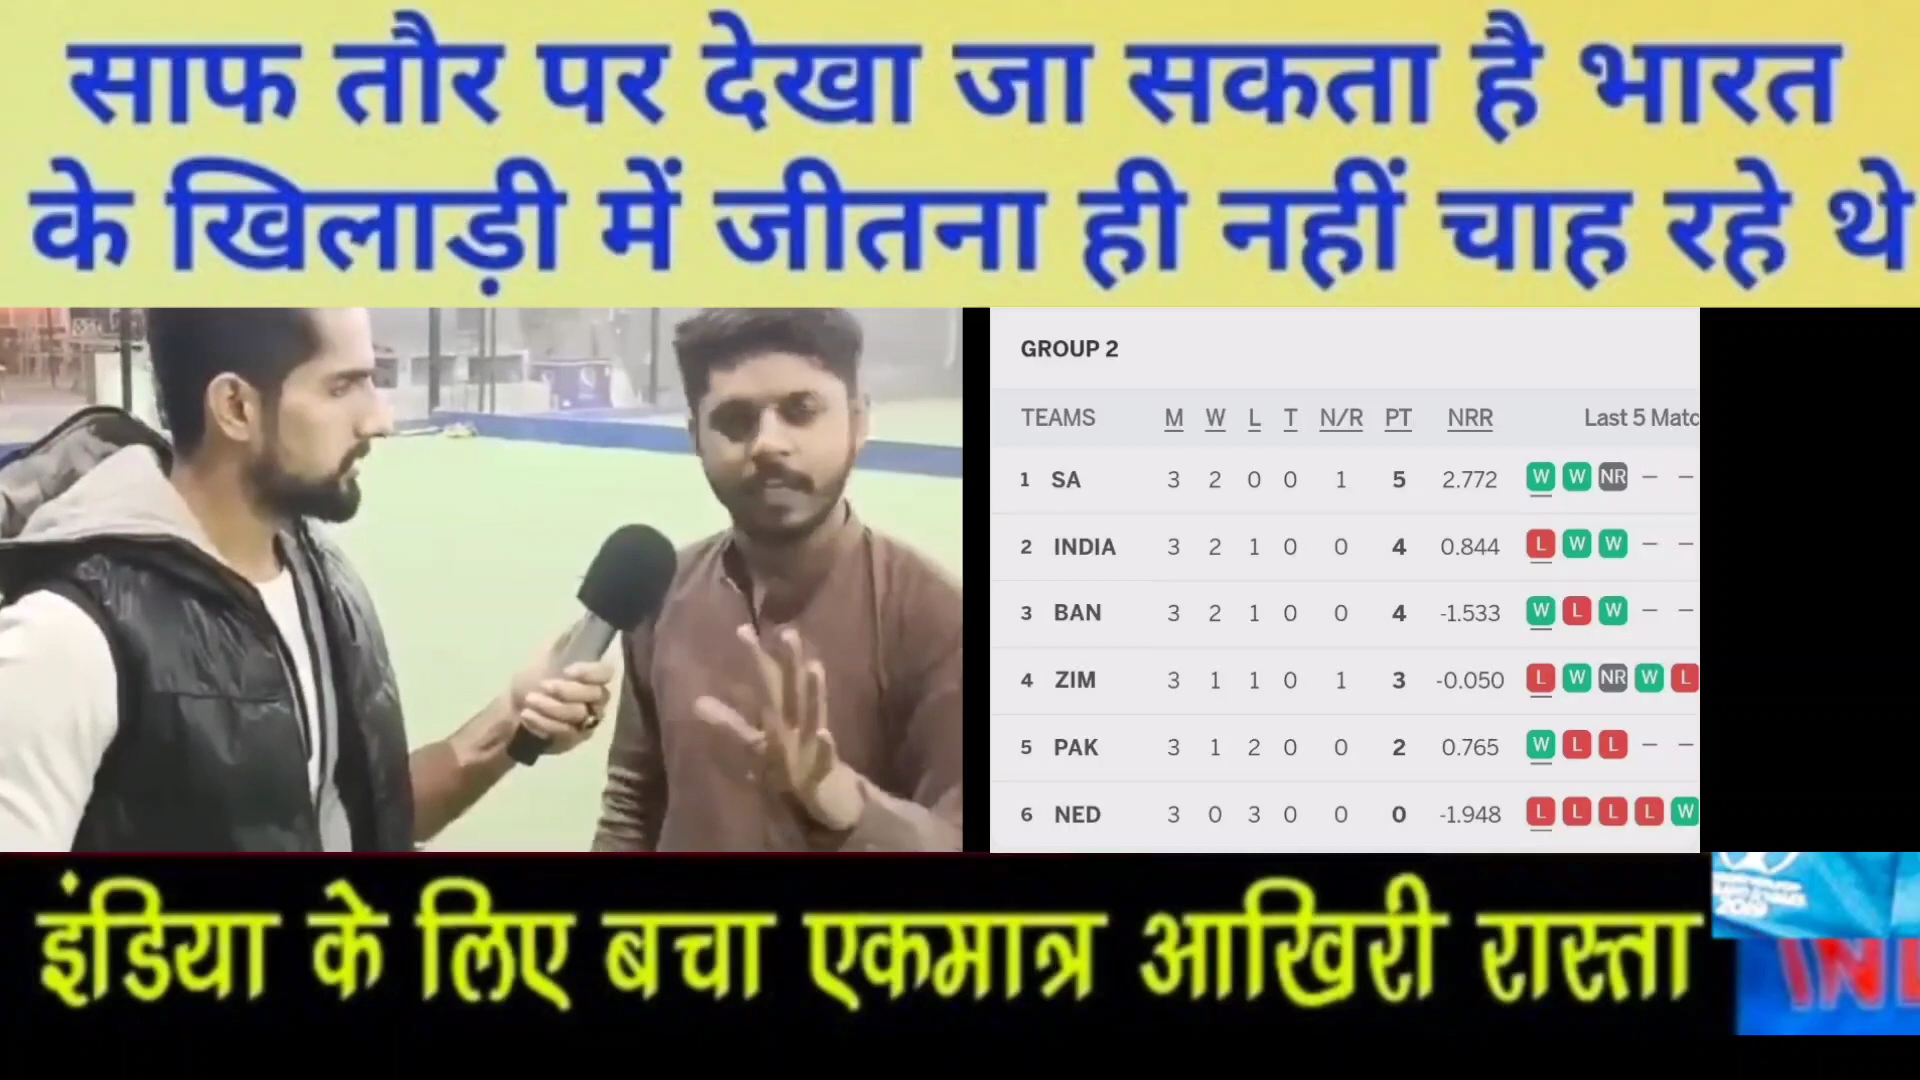 साफ तौर पर देखा जा सकता है भारत
के खिलाड़ी में जीतना ही नहीं चाह रहे थे
GROUP 2
TEAMS M W L T N/R PT NRR Last 5 Matc
1 SA 3 2 0 0 1 5 2.772 W W NR – –
2 INDIA 3 2 1 0 0 4 0.844 L W W – –
3 BAN 3 2 1 0 0 4 -1.533 W L W – –
4 ZIM 3 1 1 0 1 3 -0.050 L W NR W L
5 PAK 3 1 2 0 0 2 0.765 W L L – –
6 NED 3 0 3 0 0 0 -1.948 L L L L W
इंडिया के लिए बचा एकमात्र आखिरी रास्ता